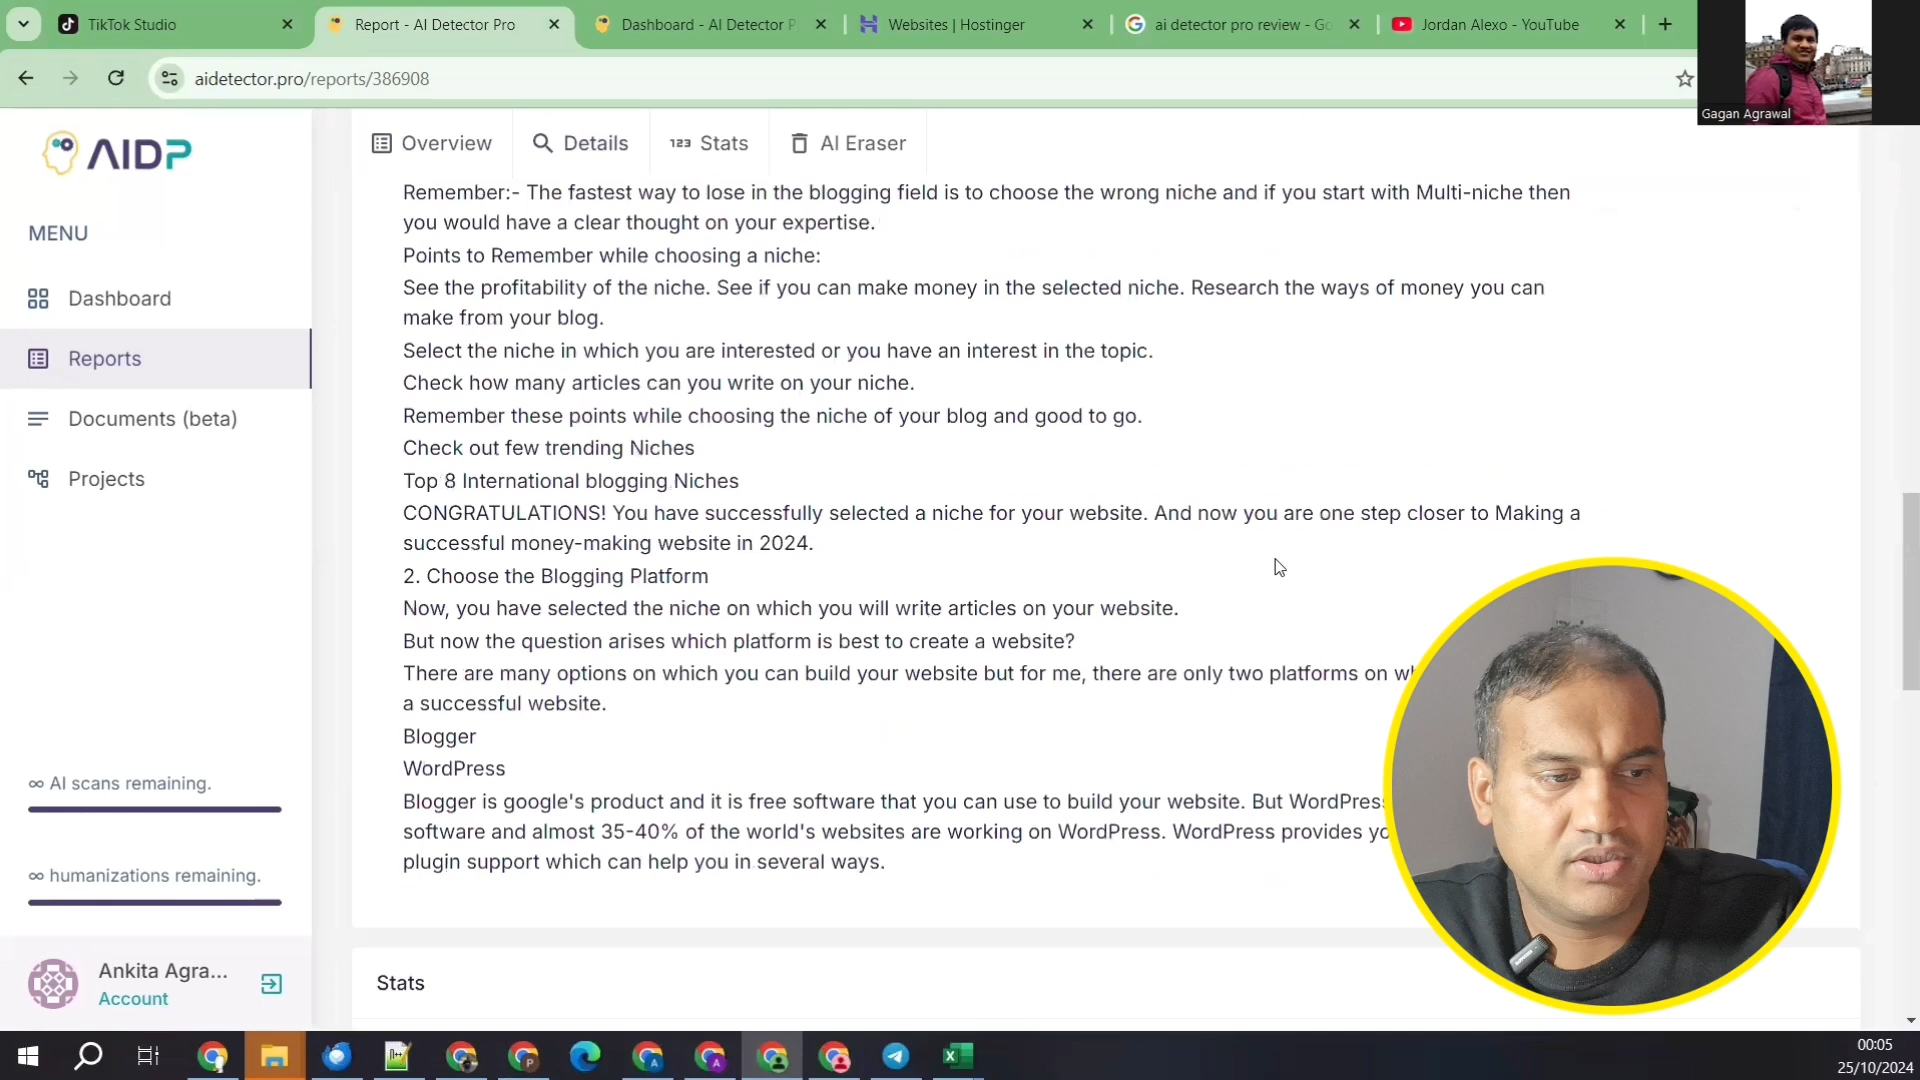 TikTok Studio
Report - AI Detector Pro
Dashboard - AI Detector P
Websites | Hostinger
ai detector pro review - Go
Jordan Alexo - YouTube
aidetector.pro/reports/386908
Gagan Agrawal
AIDP
MENU
Dashboard
Reports
Documents (beta)
Projects
∞ AI scans remaining.
∞ humanizations remaining.
Ankita Agra...
Account
Overview
Details
123 Stats
AI Eraser
Remember:- The fastest way to lose in the blogging field is to choose the wrong niche and if you start with Multi-niche then
you would have a clear thought on your expertise.
Points to Remember while choosing a niche:
See the profitability of the niche. See if you can make money in the selected niche. Research the ways of money you can
make from your blog.
Select the niche in which you are interested or you have an interest in the topic.
Check how many articles can you write on your niche.
Remember these points while choosing the niche of your blog and good to go.
Check out few trending Niches
Top 8 International blogging Niches
CONGRATULATIONS! You have successfully selected a niche for your website. And now you are one step closer to Making a
successful money-making website in 2024.
2. Choose the Blogging Platform
Now, you have selected the niche on which you will write articles on your website.
But now the question arises which platform is best to create a website?
There are many options on which you can build your website but for me, there are only two platforms on
a successful website.
Blogger
WordPress
Blogger is google's product and it is free software that you can use to build your website. But WordPress
software and almost 35-40% of the world's websites are working on WordPress. WordPress provides
plugin support which can help you in several ways.
Stats
00:05
25/10/2024